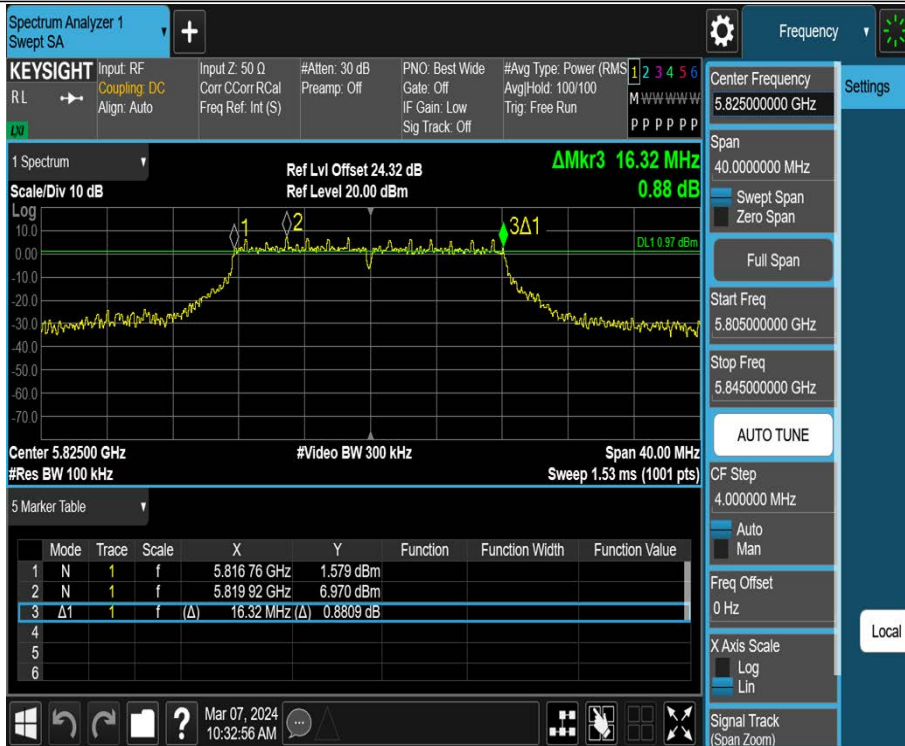 Spectrum Analyzer 1
Swept SA
+
Frequency
KEYSIGHT
R L
LXI
Input: RF
Coupling: DC
Align: Auto
Input Z: 50 Ω
Corr CCorr RCal
Freq Ref: Int (S)
#Atten: 30 dB
Preamp: Off
PNO: Best Wide
Gate: Off
IF Gain: Low
Sig Track: Off
#Avg Type: Power (RMS
Avg|Hold: 100/100
Trig: Free Run
1 2 3 4 5 6
M W W W W W
P P P P P P
1 Spectrum
Scale/Div 10 dB
Ref Lvl Offset 24.32 dB
Ref Level 20.00 dBm
ΔMkr3 16.32 MHz
0.88 dB
Log
10.0
0.00
-10.0
-20.0
-30.0
-40.0
-50.0
-60.0
-70.0
1
2
3Δ1
DL1 0.97 dBm
Center 5.82500 GHz
#Video BW 300 kHz
Span 40.00 MHz
#Res BW 100 kHz
Sweep 1.53 ms (1001 pts)
5 Marker Table
Mode Trace Scale X Y Function Function Width Function Value
1 N 1 f 5.816 76 GHz 1.579 dBm
2 N 1 f 5.819 92 GHz 6.970 dBm
3 Δ1 1 f (Δ) 16.32 MHz (Δ) 0.8809 dB
4
5
6
?
Mar 07, 2024
10:32:56 AM
Center Frequency
5.825000000 GHz
Span
40.0000000 MHz
Swept Span
Zero Span
Full Span
Start Freq
5.805000000 GHz
Stop Freq
5.845000000 GHz
AUTO TUNE
CF Step
4.000000 MHz
Auto
Man
Freq Offset
0 Hz
X Axis Scale
Log
Lin
Signal Track
(Span Zoom)
Settings
Local